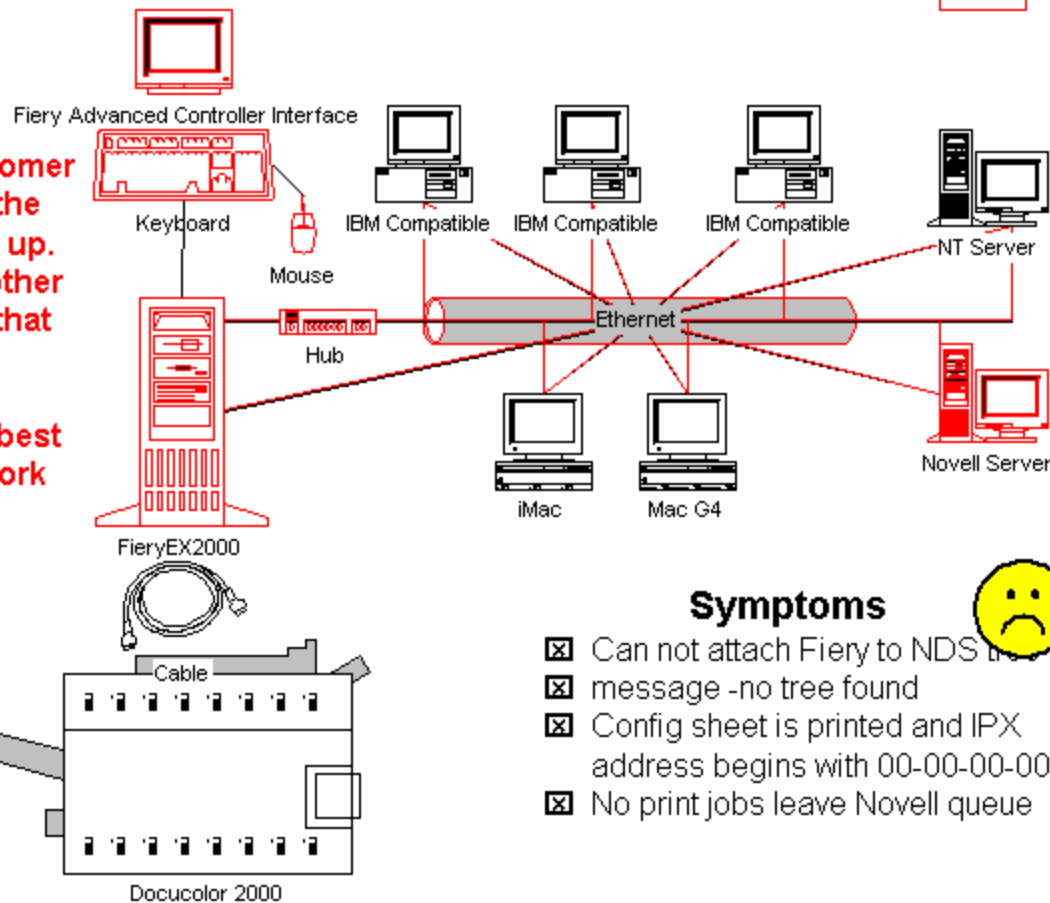 Fiery Advanced Controller Interface
omer
the
up.
other
that
best
ork
Keyboard
Mouse
IBM Compatible
IBM Compatible
IBM Compatible
NT Server
Hub
Ethernet
iMac
Mac G4
Novell Server
FieryEX2000
Cable
Docucolor 2000
Symptoms
Can not attach Fiery to NDS
message -no tree found
Config sheet is printed and IPX
address begins with 00-00-00-00
No print jobs leave Novell queue